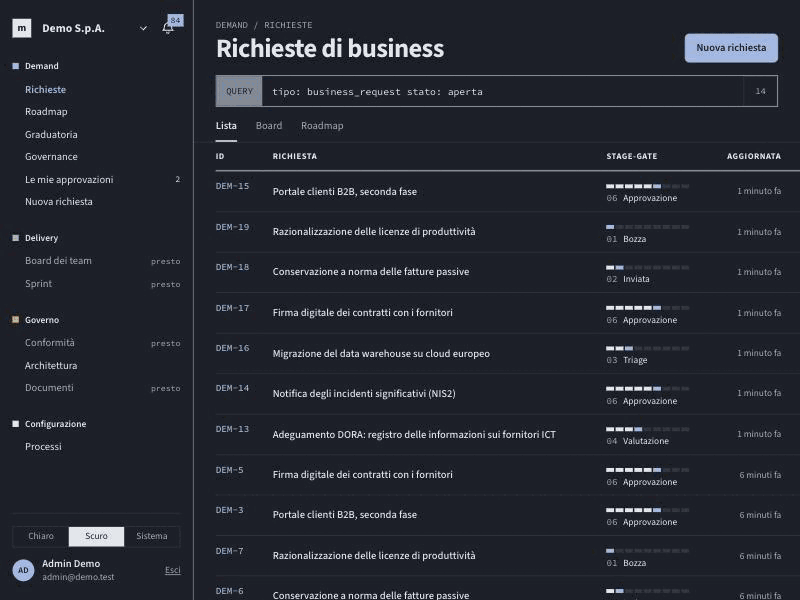 m Demo S.p.A. 84
Demand
Richieste
Roadmap
Graduatoria
Governance
Le mie approvazioni 2
Nuova richiesta
Delivery
Board dei team presto
Sprint presto
Governo
Conformità presto
Architettura
Documenti presto
Configurazione
Processi
Chiaro Scuro Sistema
AD Admin Demo
admin@demo.test Esci
DEMAND / RICHIESTE
Richieste di business
Nuova richiesta
QUERY tipo: business_request stato: aperta 14
Lista Board Roadmap
ID RICHIESTA STAGE-GATE AGGIORNATA
DEM-15 Portale clienti B2B, seconda fase 06 Approvazione 1 minuto fa
DEM-19 Razionalizzazione delle licenze di produttività 01 Bozza 1 minuto fa
DEM-18 Conservazione a norma delle fatture passive 02 Inviata 1 minuto fa
DEM-17 Firma digitale dei contratti con i fornitori 06 Approvazione 1 minuto fa
DEM-16 Migrazione del data warehouse su cloud europeo 03 Triage 1 minuto fa
DEM-14 Notifica degli incidenti significativi (NIS2) 06 Approvazione 1 minuto fa
DEM-13 Adeguamento DORA: registro delle informazioni sui fornitori ICT 04 Valutazione 1 minuto fa
DEM-5 Firma digitale dei contratti con i fornitori 06 Approvazione 6 minuti fa
DEM-3 Portale clienti B2B, seconda fase 06 Approvazione 6 minuti fa
DEM-7 Razionalizzazione delle licenze di produttività 01 Bozza 6 minuti fa
DEM-6 Conservazione a norma delle fatture passive 6 minuti fa